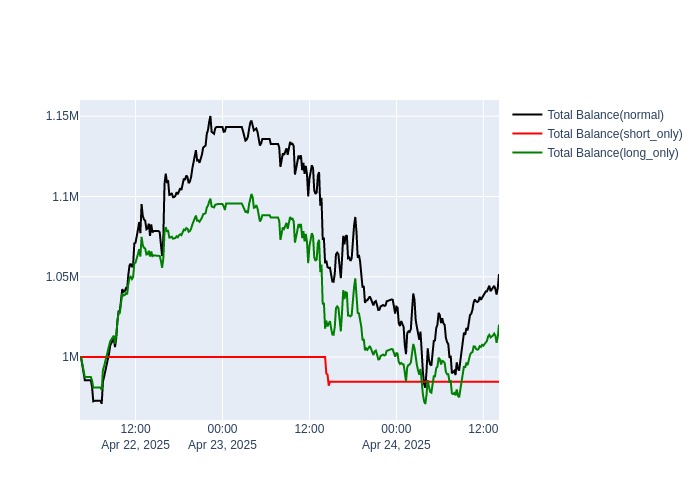 1.15M
1.1M
1.05M
1M
12:00
Apr 22, 2025
00:00
Apr 23, 2025
12:00
00:00
Apr 24, 2025
12:00
Total Balance(normal)
Total Balance(short_only)
Total Balance(long_only)